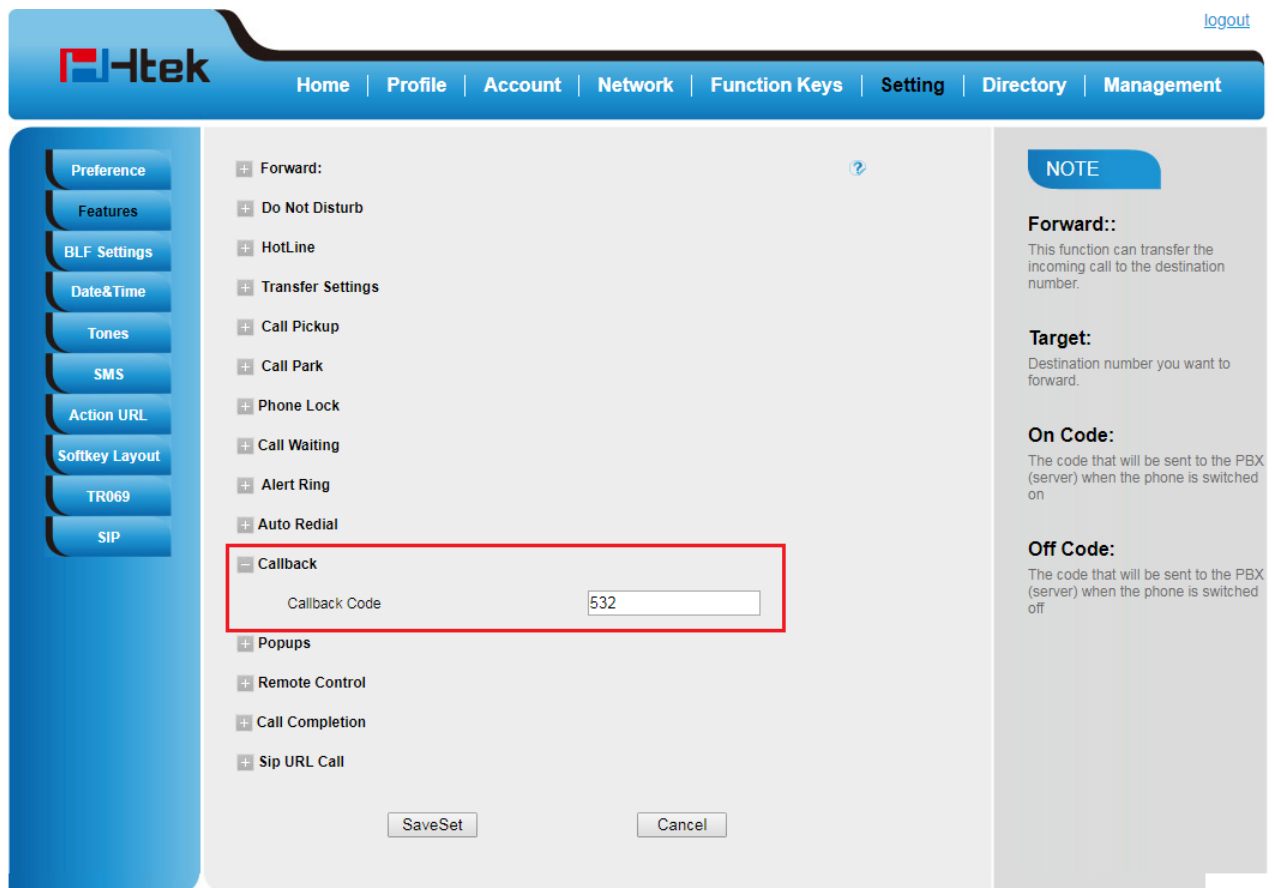 logout
Htek
Home Profile Account Network Function Keys Setting Directory Management
Preference
Features
BLF Settings
Date&Time
Tones
SMS
Action URL
Softkey Layout
TR069
SIP
Forward:
Do Not Disturb
HotLine
Transfer Settings
Call Pickup
Call Park
Phone Lock
Call Waiting
Alert Ring
Auto Redial
Callback
Callback Code 532
Popups
Remote Control
Call Completion
Sip URL Call
SaveSet Cancel
NOTE
Forward::
This function can transfer the
incoming call to the destination
number.
Target:
Destination number you want to
forward.
On Code:
The code that will be sent to the PBX
(server) when the phone is switched
on
Off Code:
The code that will be sent to the PBX
(server) when the phone is switched
off